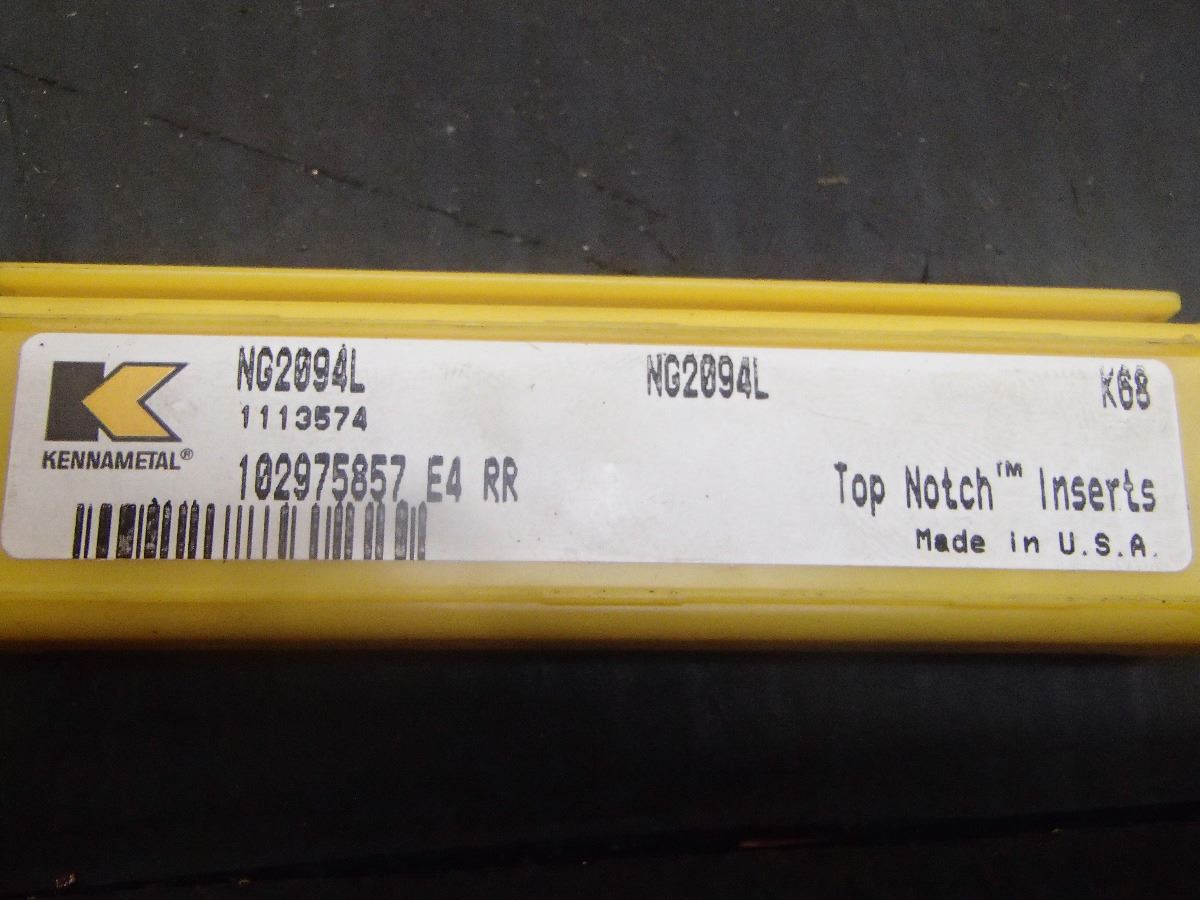 NG2094L NG2094L K68
1113574
KENNAMETAL®
102975857 E4 RR
Top Notch™ Inserts
Made in U.S.A.